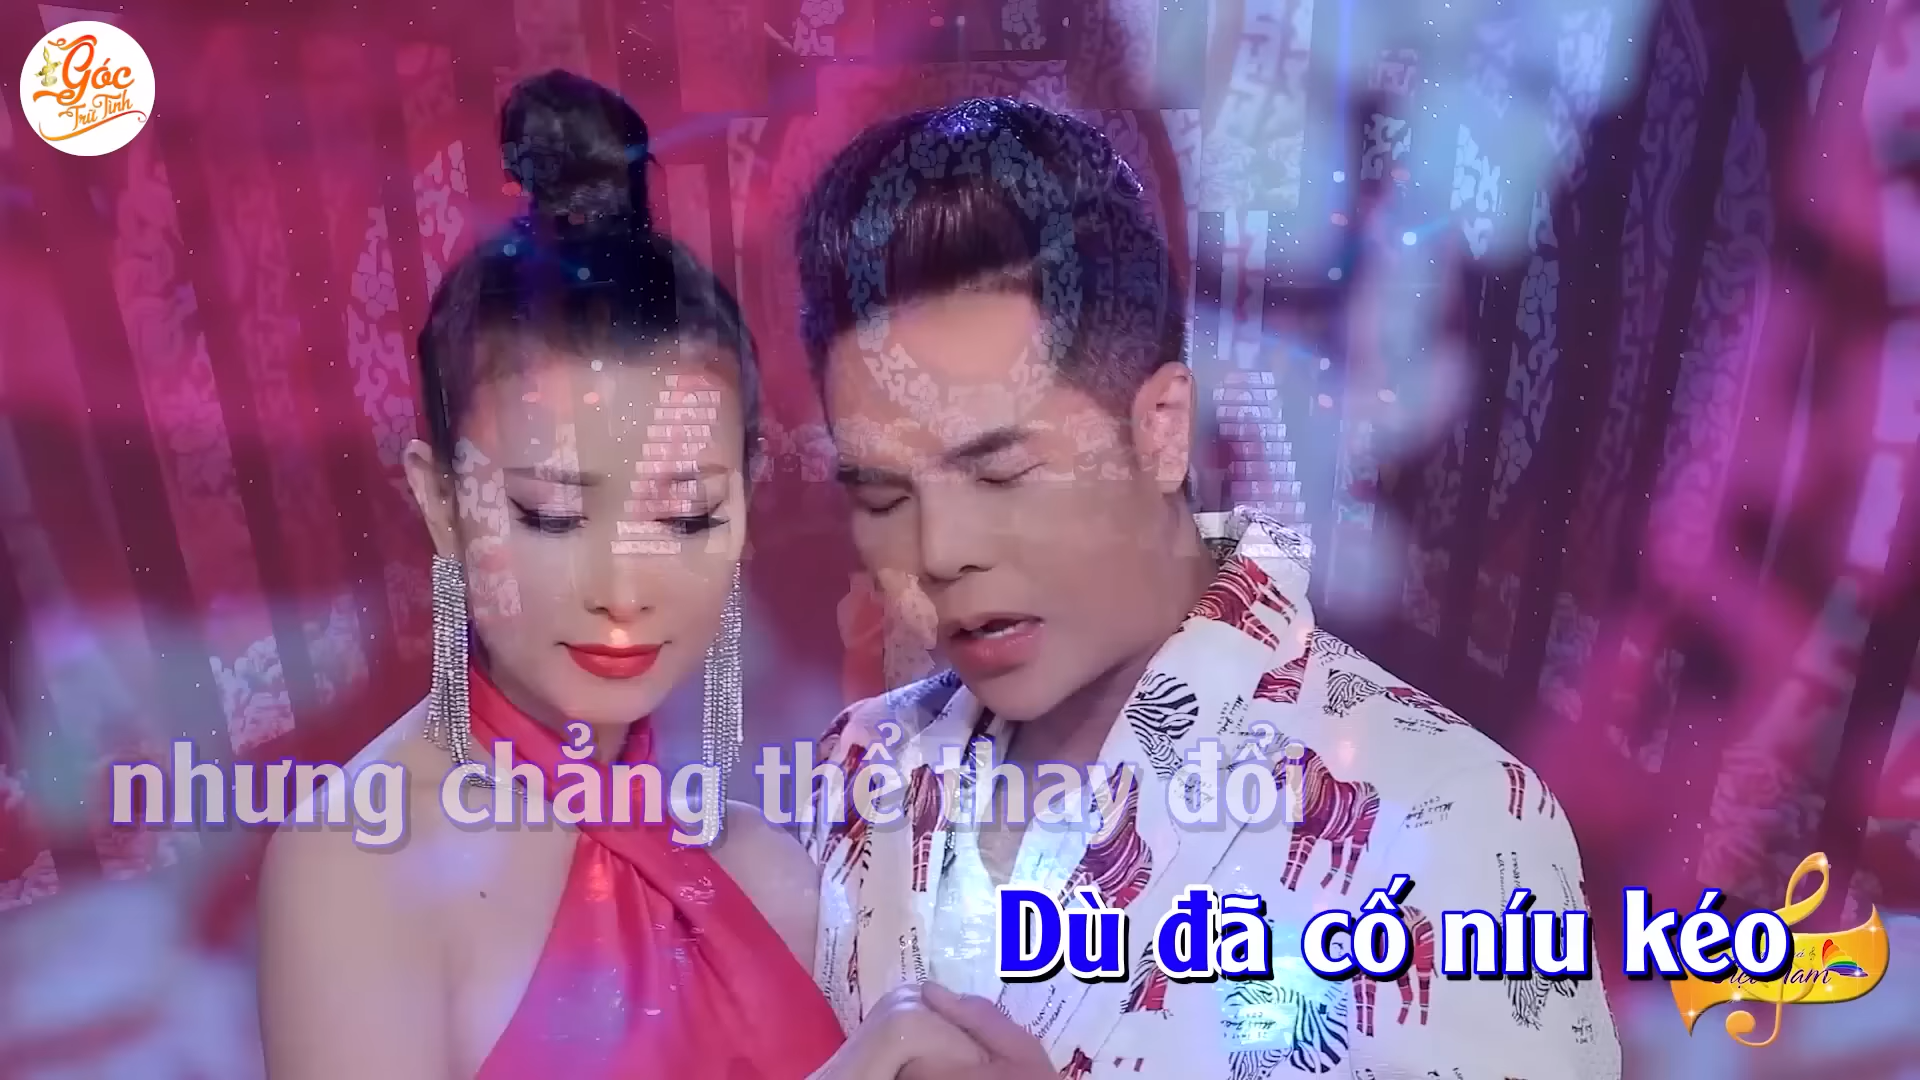 Góc
Trữ Tình
nhưng chẳng thể thay đổi
Dù đã cố níu kéo